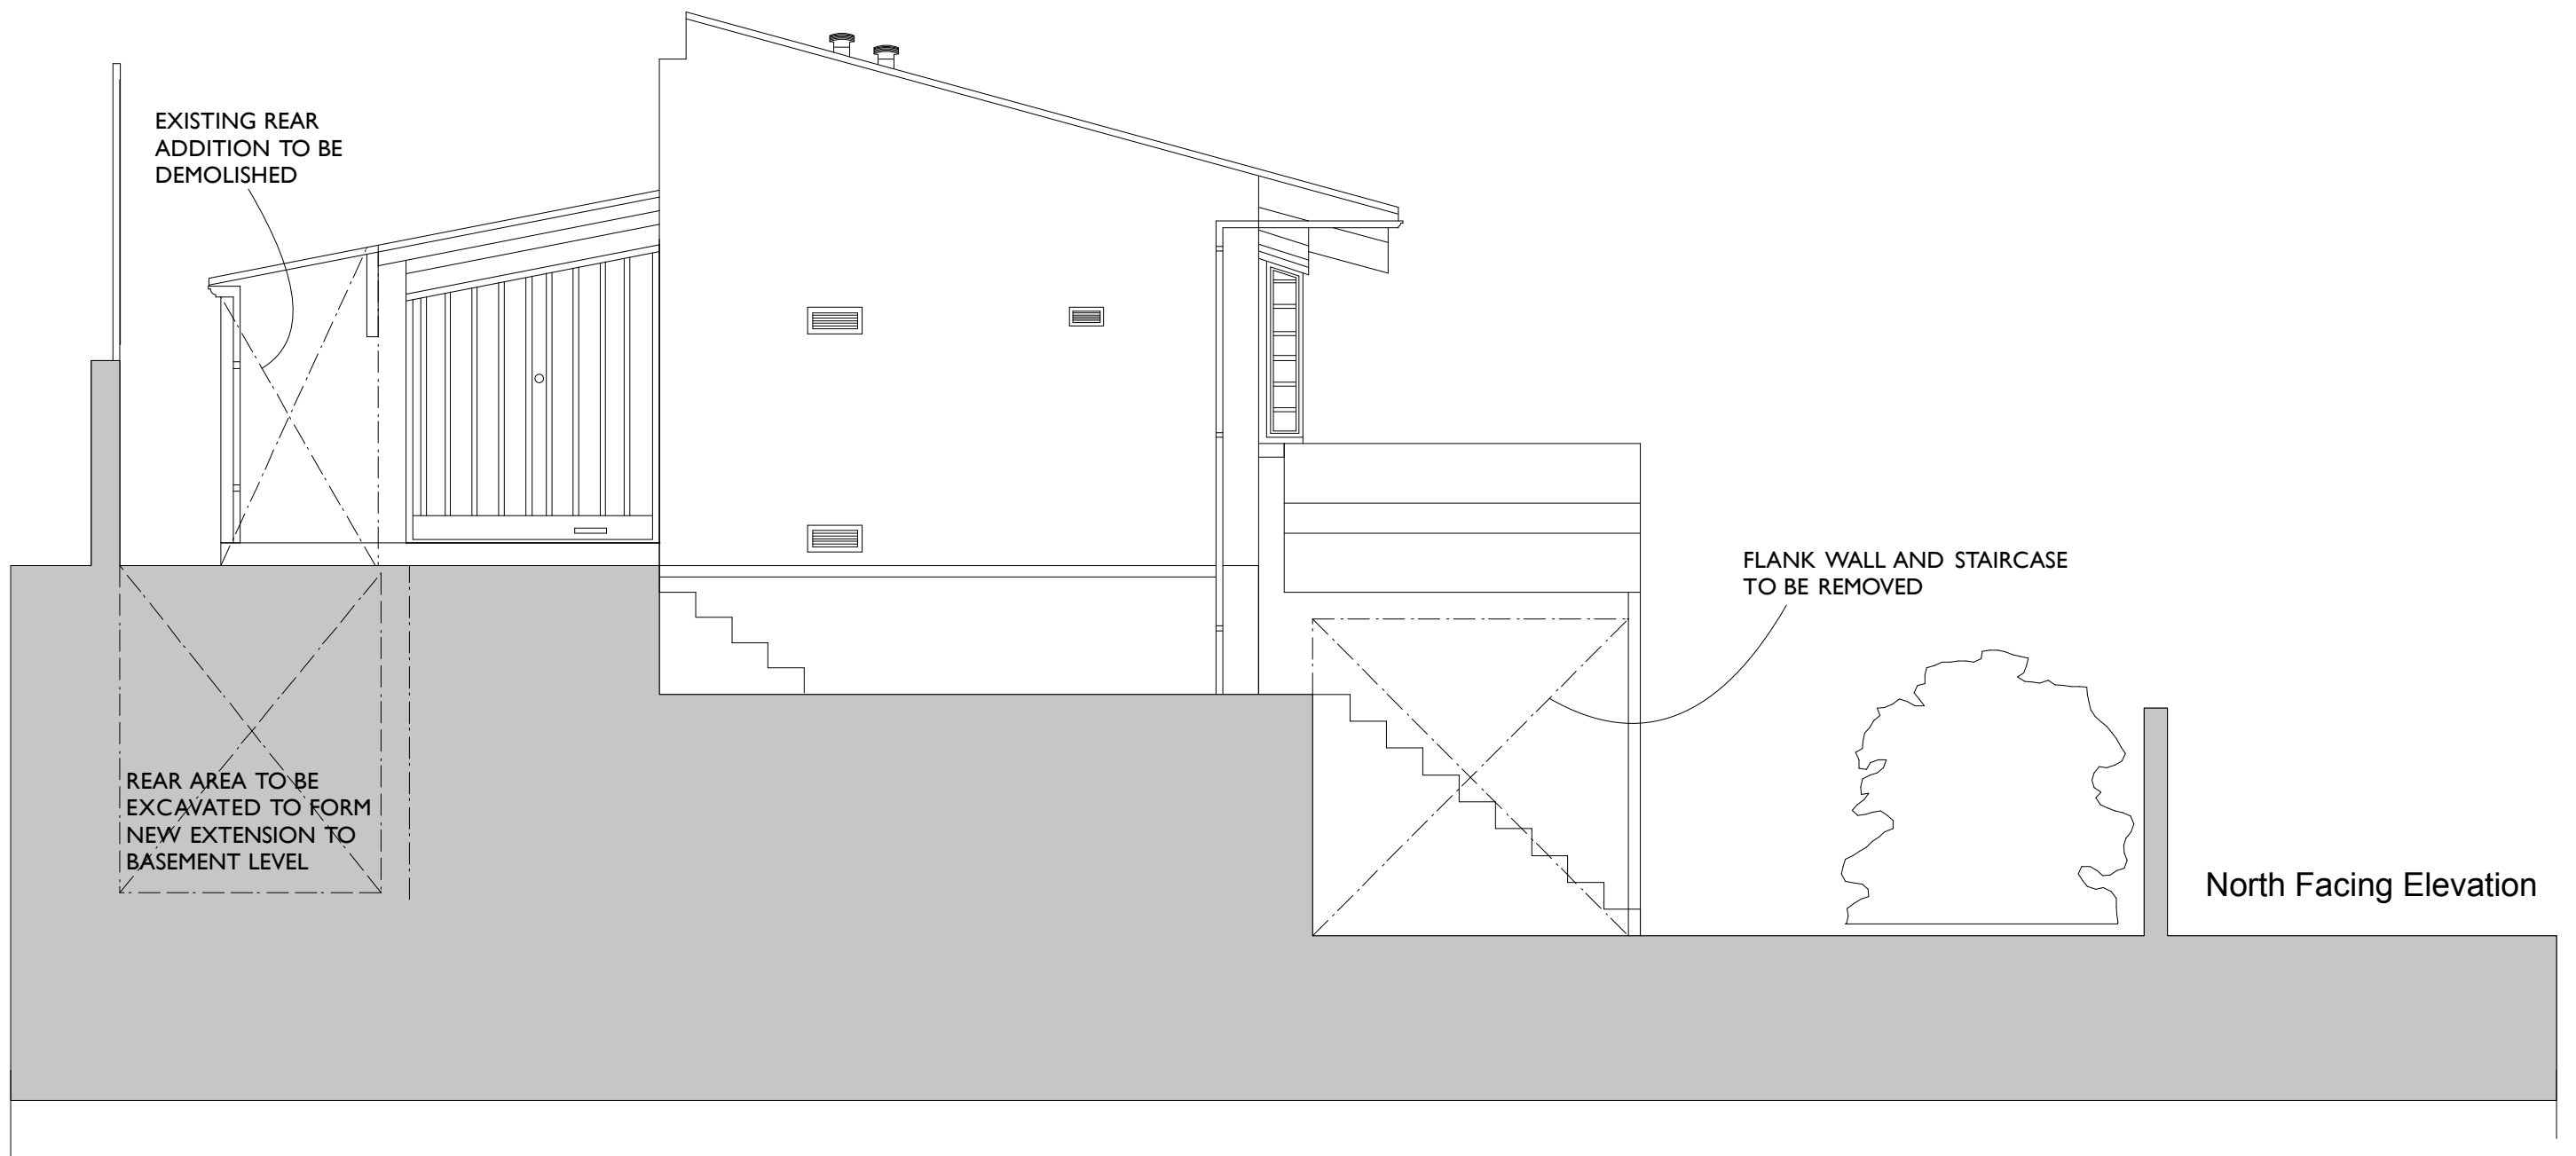 EXISTING REAR
ADDITION TO BE
DEMOLISHED
FLANK WALL AND STAIRCASE
TO BE REMOVED
REAR AREA TO BE
EXCAVATED TO FORM
NEW EXTENSION TO
BASEMENT LEVEL
North Facing Elevation